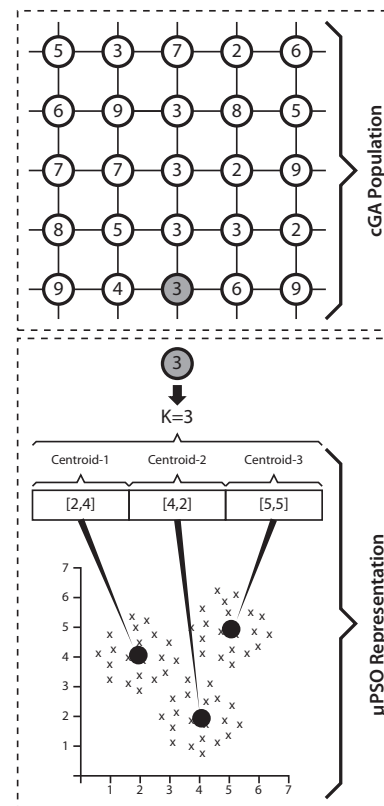 5 3 7 2 6
6 9 3 8 5
7 7 3 2 9
8 5 3 3 2
9 4 3 6 9
cGA Population
3
K=3
Centroid-1 Centroid-2 Centroid-3
[2,4] [4,2] [5,5]
7
6
5
4
3
2
1
1 2 3 4 5 6 7
µPSO Representation